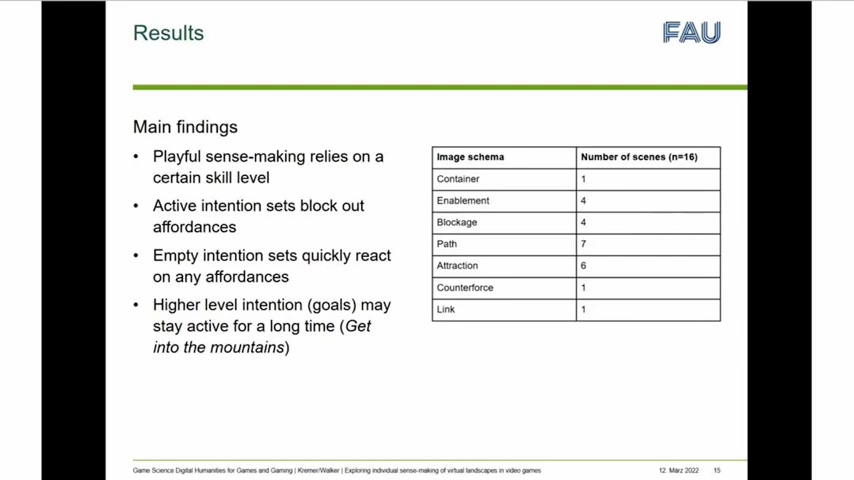 Results
FAU
Main findings
• Playful sense-making relies on a
certain skill level
• Active intention sets block out
affordances
• Empty intention sets quickly react
on any affordances
• Higher level intention (goals) may
stay active for a long time (Get
into the mountains)
Image schema Number of scenes (n=16)
Container 1
Enablement 4
Blockage 4
Path 7
Attraction 6
Counterforce 1
Link 1
Game Science Digital Humanities for Games and Gaming | Kremer/Walker | Exploring individual sense-making of virtual landscapes in video games 12. März 2022 15